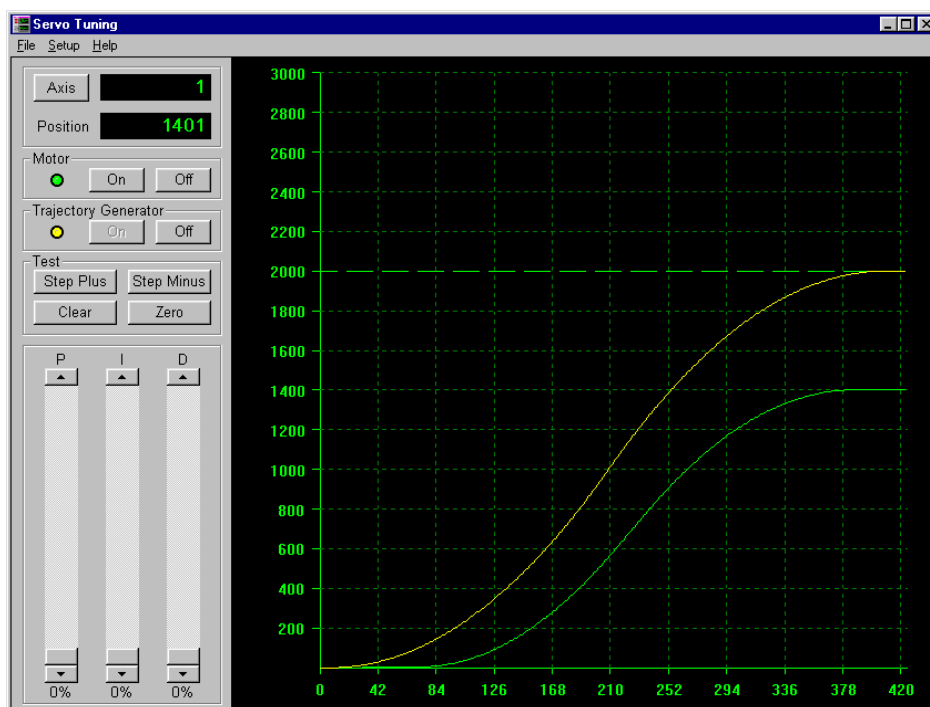 Servo Tuning
File Setup Help
Axis 1
Position 1401
Motor
On Off
Trajectory Generator
On Off
Test
Step Plus Step Minus
Clear Zero
P I D
0% 0% 0%
3000
2800
2600
2400
2200
2000
1800
1600
1400
1200
1000
800
600
400
200
0 42 84 126 168 210 252 294 336 378 420